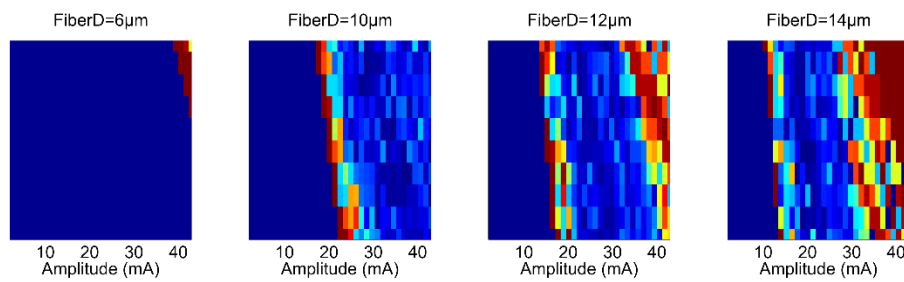 FiberD=6μm FiberD=10μm FiberD=12μm FiberD=14μm
10 20 30 40 10 20 30 40 10 20 30 40 10 20 30 40
Amplitude (mA) Amplitude (mA) Amplitude (mA) Amplitude (mA)